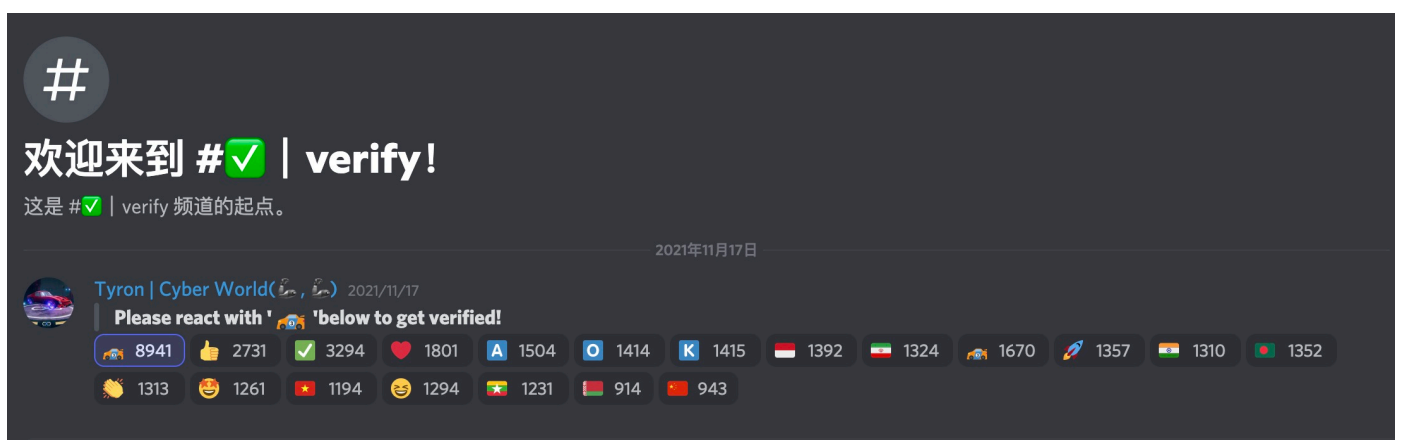 #
欢迎来到 #✅｜verify!
这是 #✅｜verify 频道的起点。
2021年11月17日
Tyron | Cyber World(🦾, 🦾) 2021/11/17
Please react with ' 'below to get verified!
8941 👍 2731 ✅ 3294 ❤️ 1801 🇦 1504 🇴 1414 🇰 1415 🇮🇩 1392 🇮🇷 1324 1670 🚀 1357 🇮🇳 1310 🇧🇩 1352
👏 1313 🤩 1261 🇻🇳 1194 😆 1294 🇲🇲 1231 🇧🇾 914 🇨🇳 943